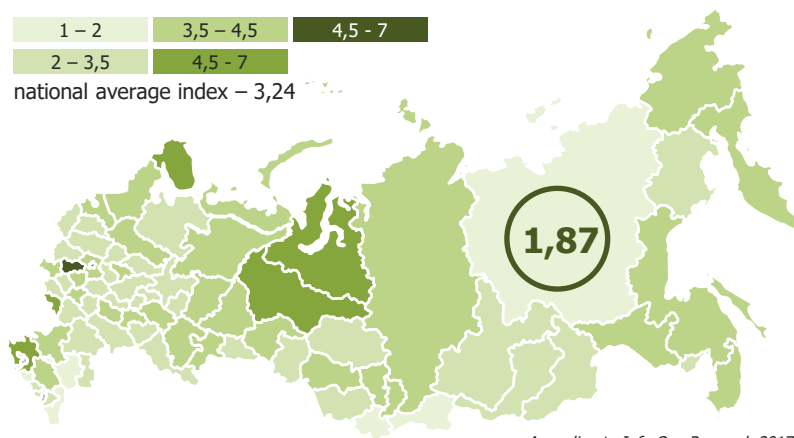 1 – 2
3,5 – 4,5
4,5 - 7
2 – 3,5
4,5 - 7
national average index – 3,24
1,87